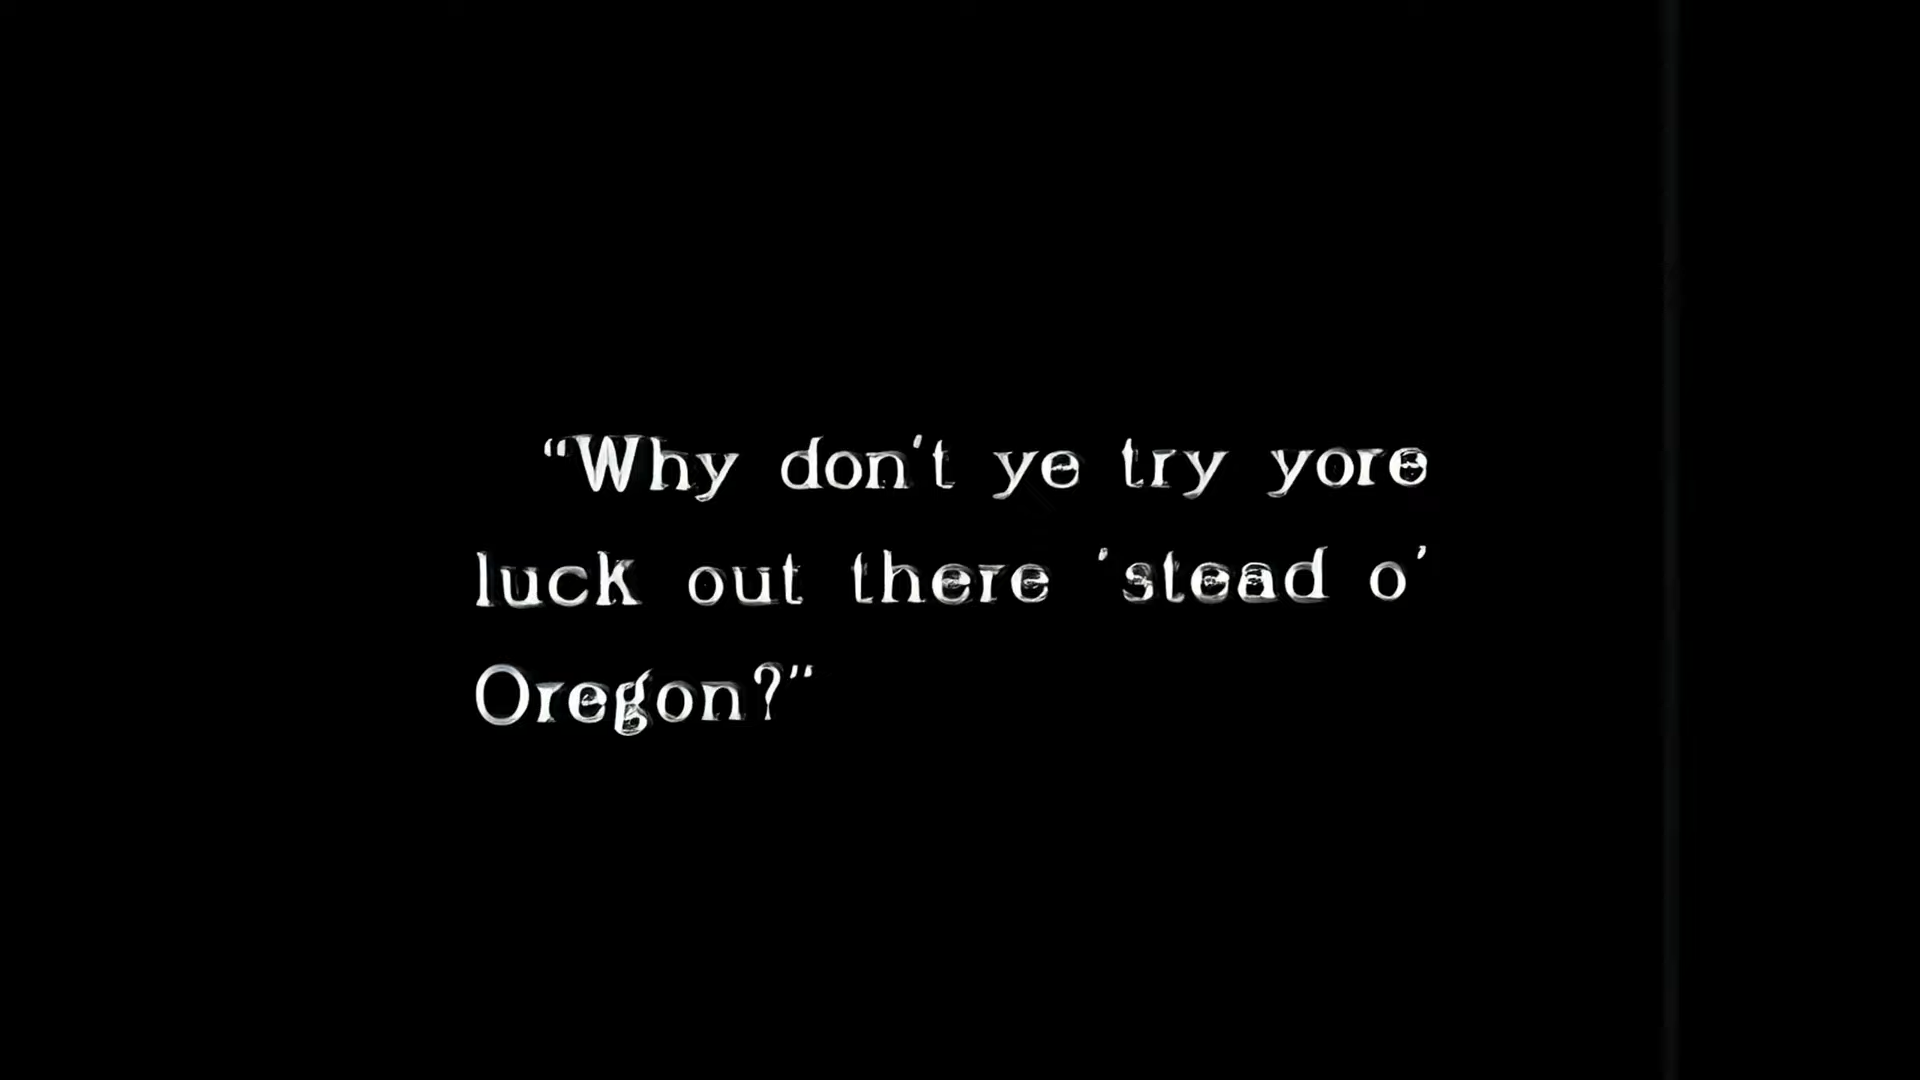 “Why don't ye try yore
luck out there 'stead o'
Oregon?”